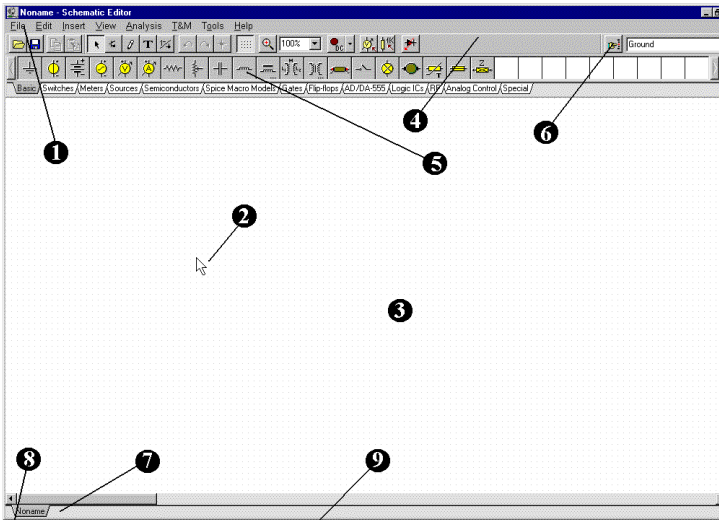 Noname - Schematic Editor
File Edit Insert View Analysis T&M Tools Help
T 100% DC Ground
Basic Switches Meters Sources Semiconductors Spice Macro Models Gates Flip-flops AD/DA-555 Logic ICs RF Analog Control Special
4
6
1
5
2
3
8 7 9
Noname